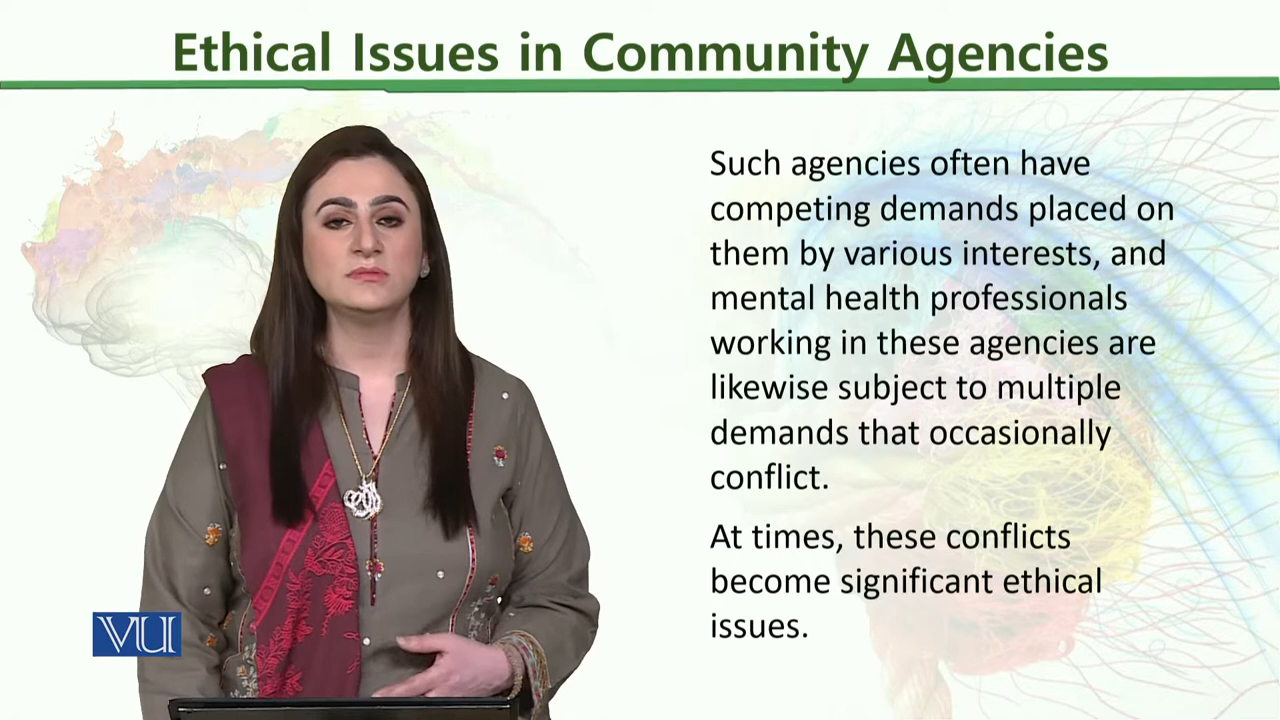 Ethical Issues in Community Agencies
Such agencies often have
competing demands placed on
them by various interests, and
mental health professionals
working in these agencies are
likewise subject to multiple
demands that occasionally
conflict.
At times, these conflicts
become significant ethical
issues.
VU